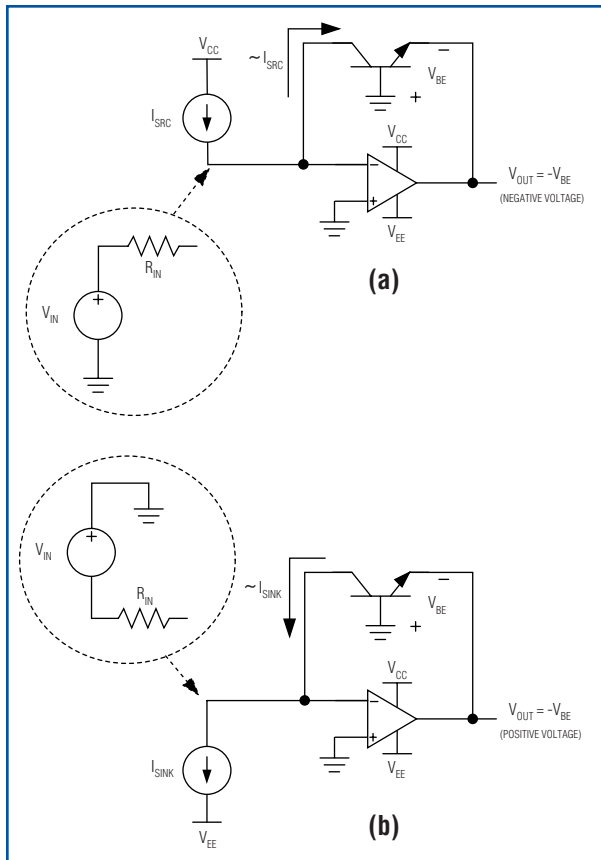 V_CC
~ I_SRC
−
V_BE
+
I_SRC
V_CC
−
+
V_OUT = -V_BE
(NEGATIVE VOLTAGE)
V_EE
(a)
R_IN
+
V_IN
+
V_IN
R_IN
~ I_SINK
−
V_BE
+
V_CC
−
+
V_OUT = -V_BE
(POSITIVE VOLTAGE)
V_EE
I_SINK
V_EE
(b)